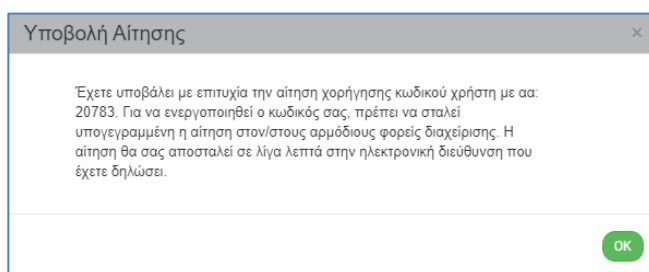 Υποβολή Αίτησης
×
Έχετε υποβάλει με επιτυχία την αίτηση χορήγησης κωδικού χρήστη με αα:
20783. Για να ενεργοποιηθεί ο κωδικός σας, πρέπει να σταλεί
υπογεγραμμένη η αίτηση στον/στους αρμόδιους φορείς διαχείρισης. Η
αίτηση θα σας αποσταλεί σε λίγα λεπτά στην ηλεκτρονική διεύθυνση που
έχετε δηλώσει.
OK